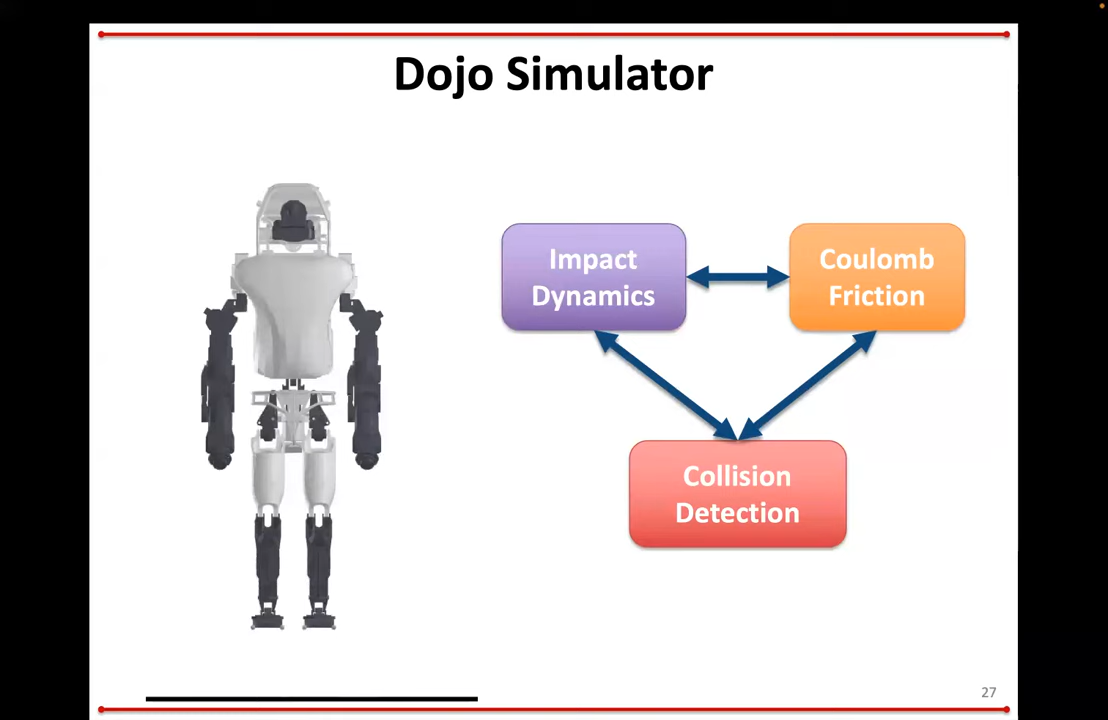 Dojo Simulator
Impact
Dynamics
Coulomb
Friction
Collision
Detection
27